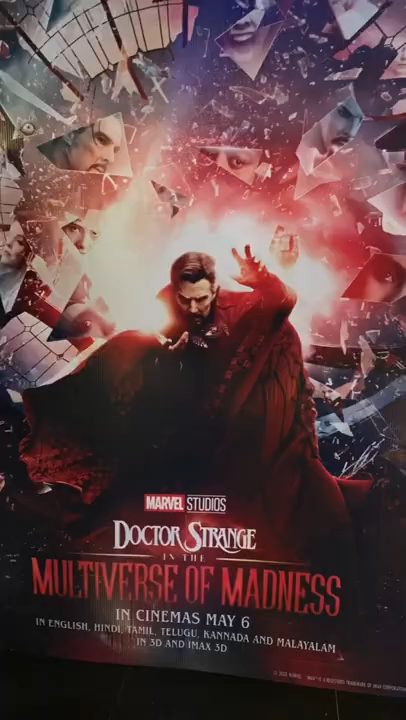 MARVEL STUDIOS
DOCTOR STRANGE
IN THE
MULTIVERSE OF MADNESS
IN CINEMAS MAY 6
IN ENGLISH, HINDI, TAMIL, TELUGU, KANNADA AND MALAYALAM
IN 3D AND IMAX 3D